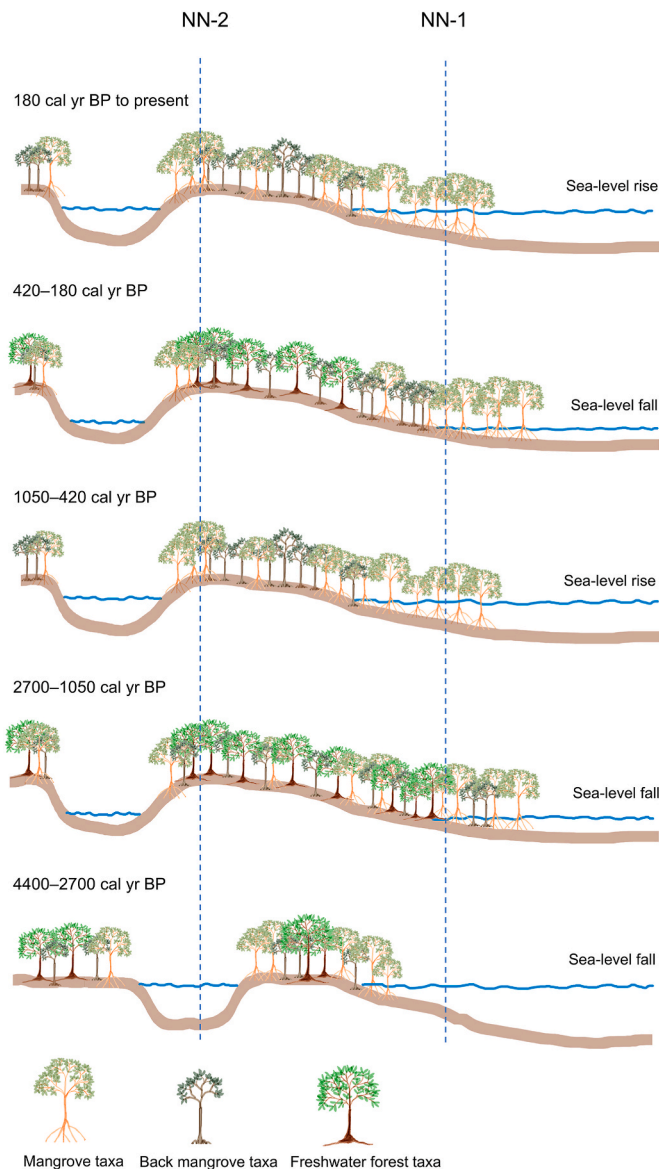 NN-2 NN-1
180 cal yr BP to present
Sea-level rise
420–180 cal yr BP
Sea-level fall
1050–420 cal yr BP
Sea-level rise
2700–1050 cal yr BP
Sea-level fall
4400–2700 cal yr BP
Sea-level fall
Mangrove taxa Back mangrove taxa Freshwater forest taxa